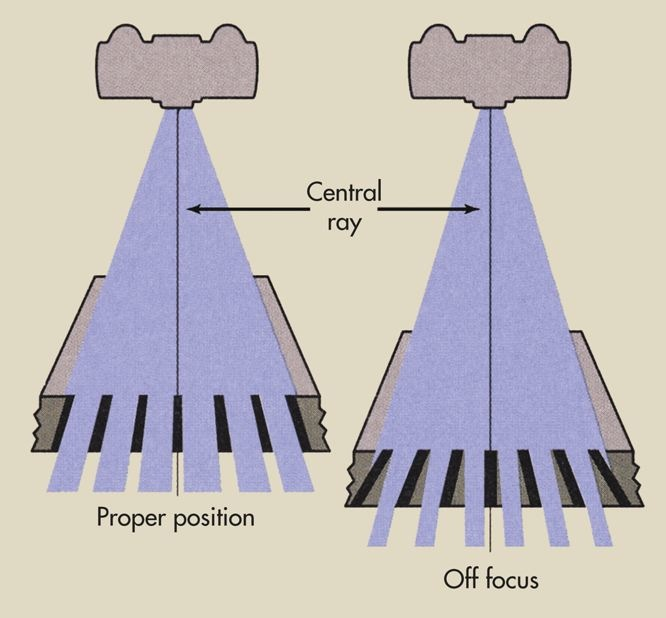 Central
ray
Proper position
Off focus